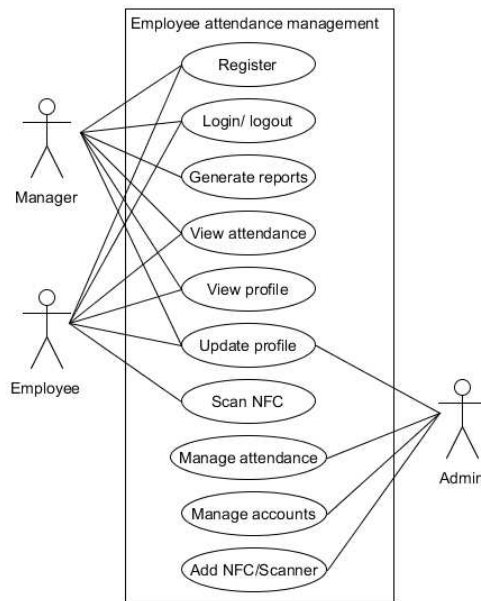 Employee attendance management
Register
Login/ logout
Manager
Generate reports
View attendance
View profile
Employee
Update profile
Scan NFC
Manage attendance
Admin
Manage accounts
Add NFC/Scanner